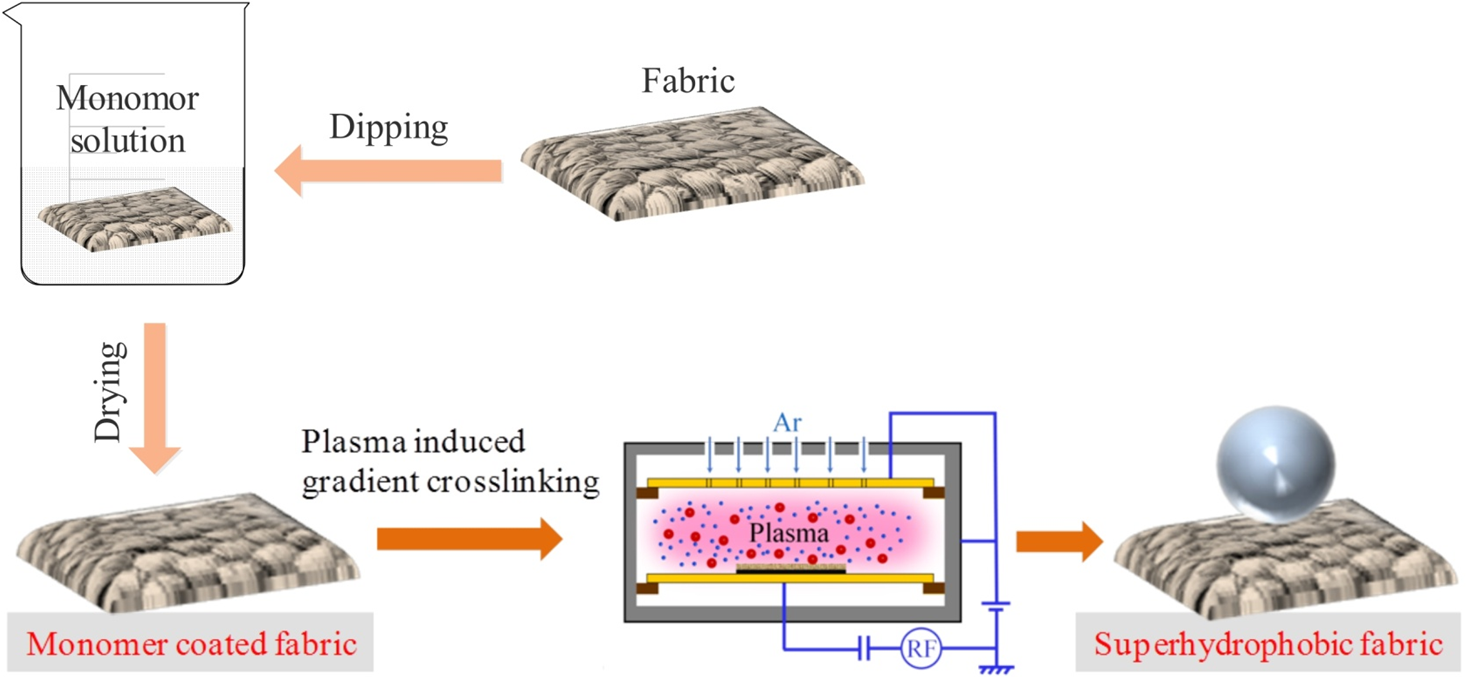 Fabric
Dipping
Monomor
solution
Drying
Plasma induced
gradient crosslinking
Ar
Plasma
RF
Monomer coated fabric
Superhydrophobic fabric